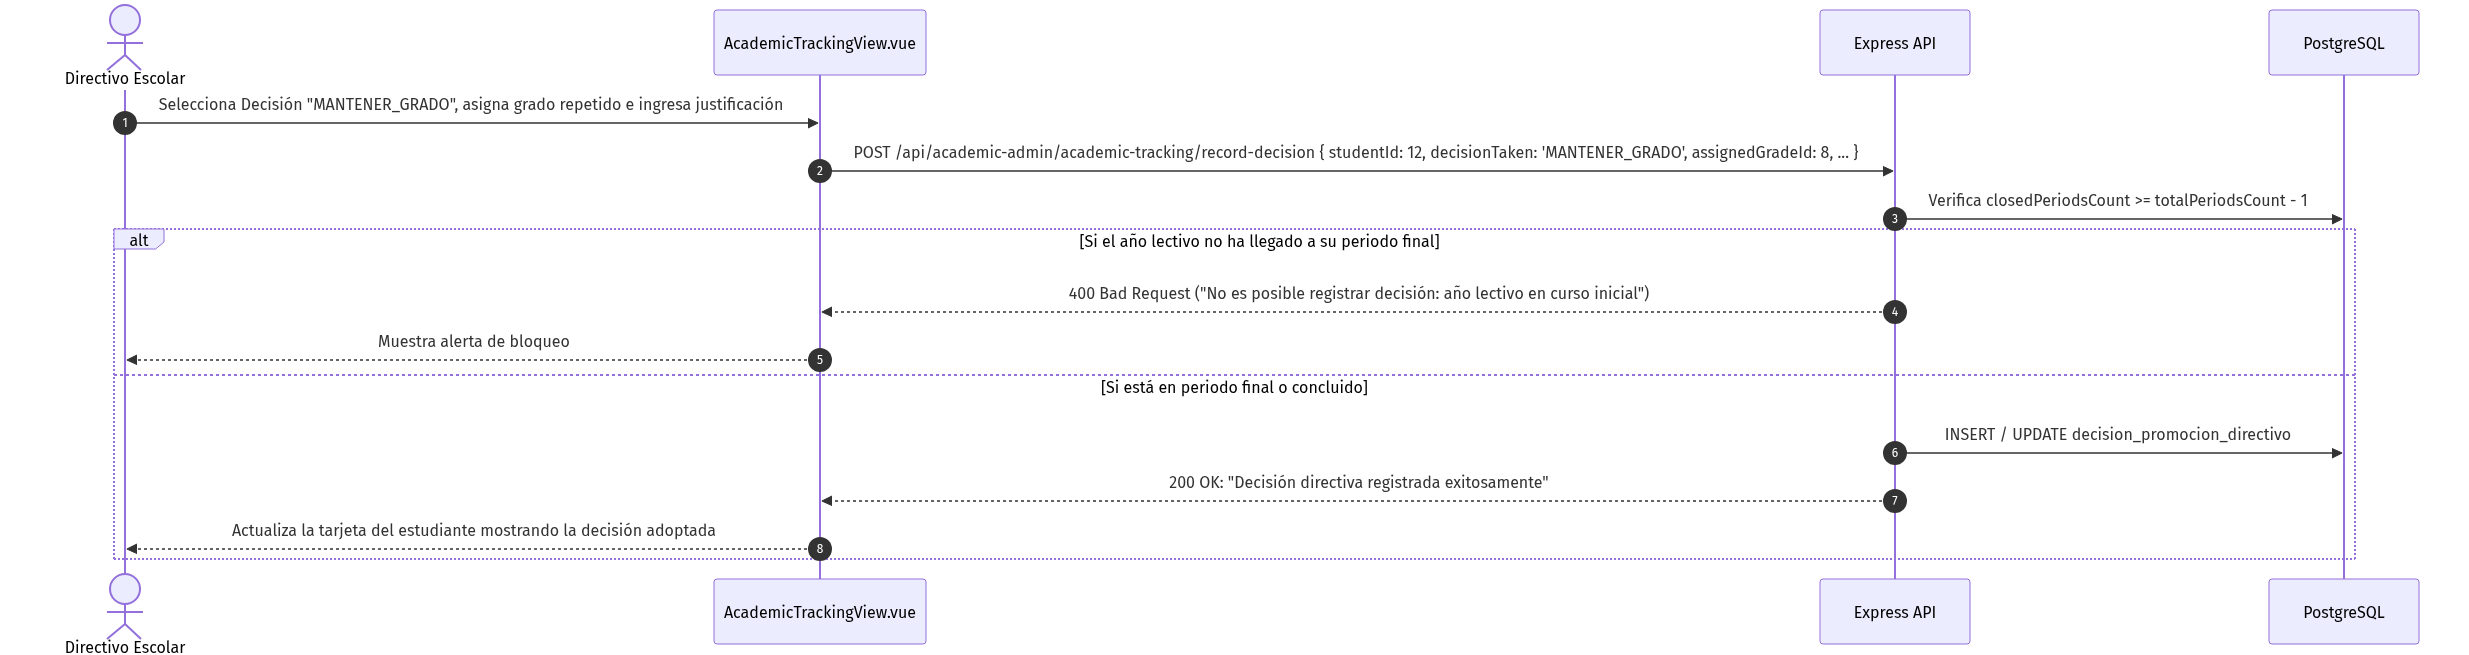 Directivo Escolar
AcademicTrackingView.vue
Express API
PostgreSQL
Selecciona Decisión "MANTENER_GRADO", asigna grado repetido e ingresa justificación
1
POST /api/academic-admin/academic-tracking/record-decision { studentId: 12, decisionTaken: 'MANTENER_GRADO', assignedGradeId: 8, ... }
2
Verifica closedPeriodsCount >= totalPeriodsCount - 1
3
alt
[Si el año lectivo no ha llegado a su periodo final]
400 Bad Request ("No es posible registrar decisión: año lectivo en curso inicial")
4
Muestra alerta de bloqueo
5
[Si está en periodo final o concluido]
INSERT / UPDATE decision_promocion_directivo
6
200 OK: "Decisión directiva registrada exitosamente"
7
Actualiza la tarjeta del estudiante mostrando la decisión adoptada
8
Directivo Escolar
AcademicTrackingView.vue
Express API
PostgreSQL